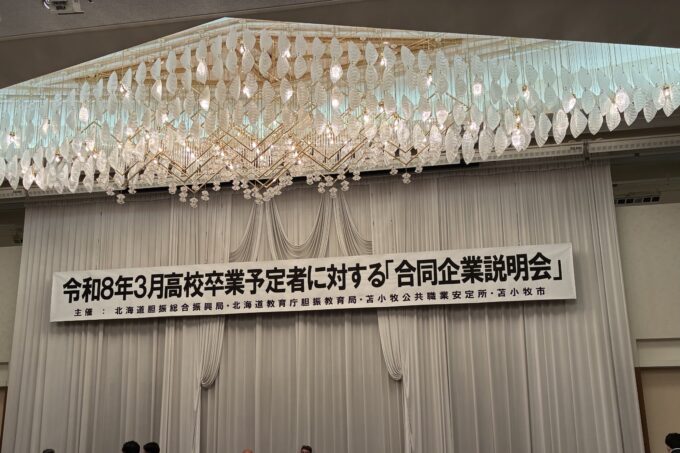 令和8年3月高校卒業予定者に対する「合同企業説明会」
主催 : 北海道胆振総合振興局・北海道教育庁胆振教育局・苫小牧公共職業安定所・苫小牧市